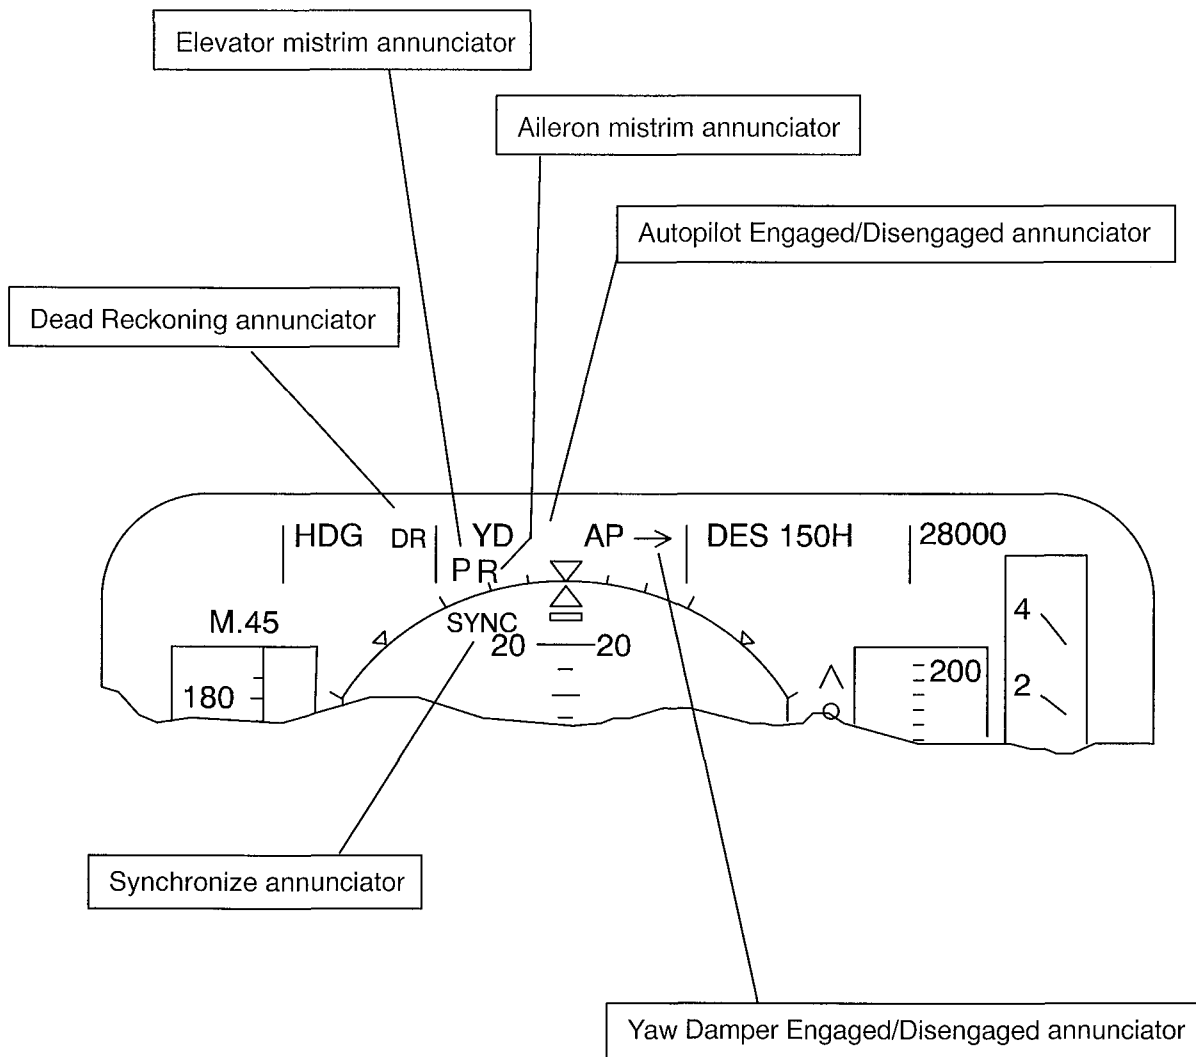 Elevator mistrim annunciator
Aileron mistrim annunciator
Autopilot Engaged/Disengaged annunciator
Dead Reckoning annunciator
HDG DR YD AP DES 150H 28000
P R
M.45 SYNC 4
20 20
180 200 2
Synchronize annunciator
Yaw Damper Engaged/Disengaged annunciator